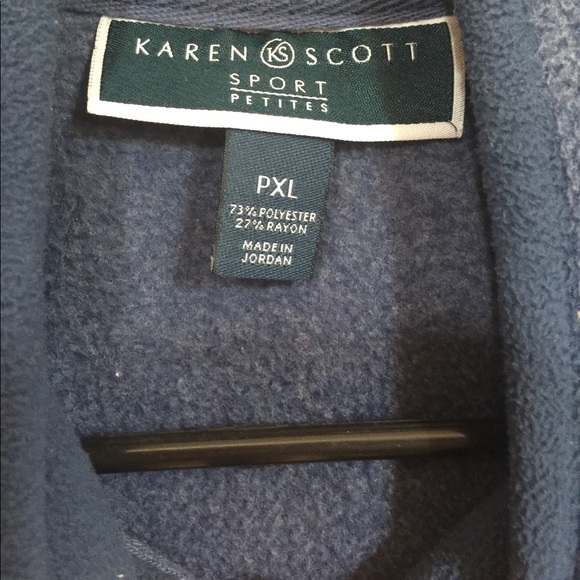 KAREN KS SCOTT
SPORT
PETITES
PXL
73% POLYESTER
27% RAYON
MADE IN
JORDAN